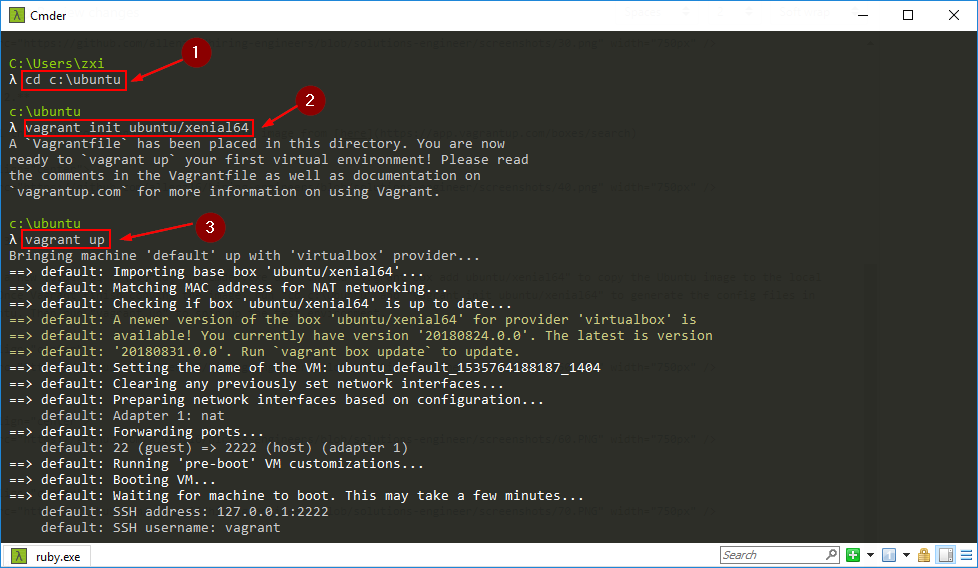 Cmder
1
C:\Users\zxi
λ cd c:\ubuntu
2
c:\ubuntu
λ vagrant init ubuntu/xenial64
A `Vagrantfile` has been placed in this directory. You are now
ready to `vagrant up` your first virtual environment! Please read
the comments in the Vagrantfile as well as documentation on
`vagrantup.com` for more information on using Vagrant.
c:\ubuntu
3
λ vagrant up
Bringing machine 'default' up with 'virtualbox' provider...
==> default: Importing base box 'ubuntu/xenial64'...
==> default: Matching MAC address for NAT networking...
==> default: Checking if box 'ubuntu/xenial64' is up to date...
==> default: A newer version of the box 'ubuntu/xenial64' for provider 'virtualbox' is
==> default: available! You currently have version '20180824.0.0'. The latest is version
==> default: '20180831.0.0'. Run `vagrant box update` to update.
==> default: Setting the name of the VM: ubuntu_default_1535764188187_1404
==> default: Clearing any previously set network interfaces...
==> default: Preparing network interfaces based on configuration...
default: Adapter 1: nat
==> default: Forwarding ports...
default: 22 (guest) => 2222 (host) (adapter 1)
==> default: Running 'pre-boot' VM customizations...
==> default: Booting VM...
==> default: Waiting for machine to boot. This may take a few minutes...
default: SSH address: 127.0.0.1:2222
default: SSH username: vagrant
λ ruby.exe
Search